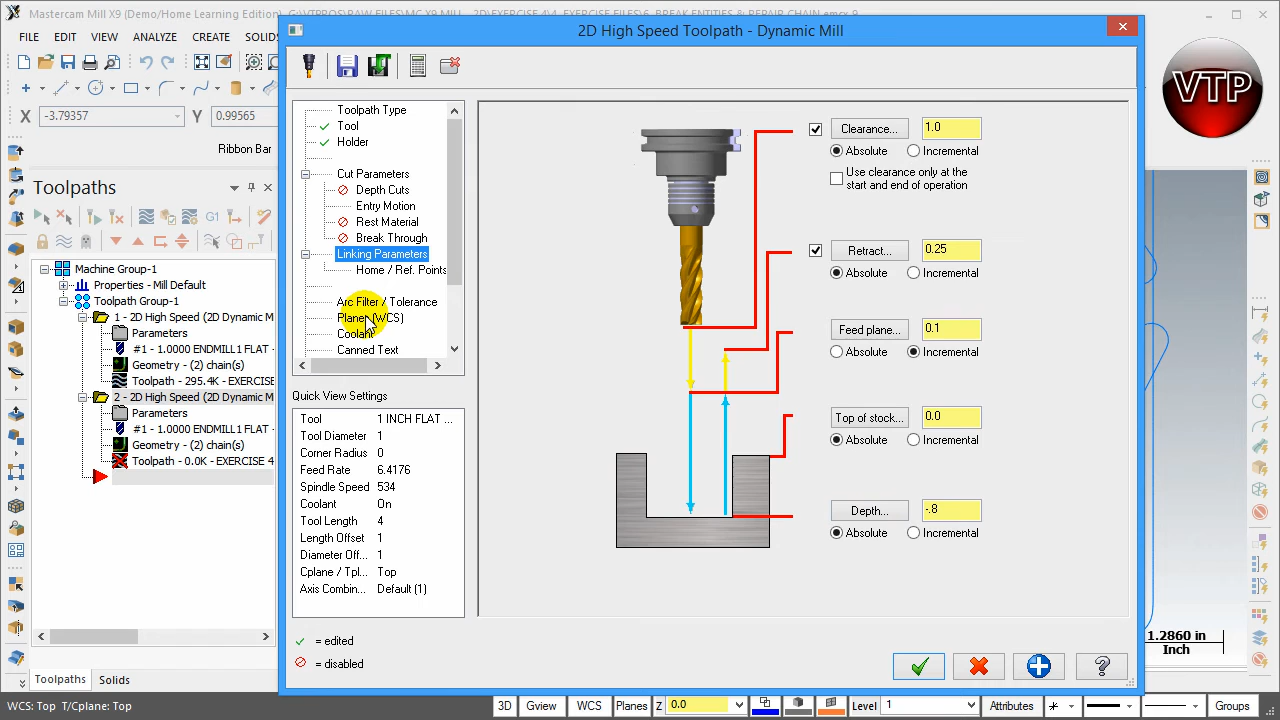 Mastercam Mill X9 (Demo/Home Learning Edition)
2D High Speed Toolpath - Dynamic Mill
FILE EDIT VIEW ANALYZE CREATE SOLIDS
X -3.79357 Y 0.99565
Ribbon Bar
VTP
Toolpaths
G1
Machine Group-1
Properties - Mill Default
Toolpath Group-1
1 - 2D High Speed (2D Dynamic M
Parameters
#1 - 1.0000 ENDMILL1 FLAT -
Geometry - (2) chain(s)
Toolpath - 295.4K - EXERCISE
2 - 2D High Speed (2D Dynamic M
Parameters
#1 - 1.0000 ENDMILL1 FLAT -
Geometry - (2) chain(s)
Toolpath - 0.0K - EXERCISE 4
Toolpath Type
Tool
Holder
Cut Parameters
Depth Cuts
Entry Motion
Rest Material
Break Through
Linking Parameters
Home / Ref. Points
Arc Filter / Tolerance
Planes (WCS)
Coolant
Canned Text
Quick View Settings
Tool 1 INCH FLAT ...
Tool Diameter 1
Corner Radius 0
Feed Rate 6.4176
Spindle Speed 534
Coolant On
Tool Length 4
Length Offset 1
Diameter Off... 1
Cplane / Tpl... Top
Axis Combin... Default (1)
= edited
= disabled
Clearance... 1.0
Absolute Incremental
Use clearance only at the
start and end of operation
Retract... 0.25
Absolute Incremental
Feed plane... 0.1
Absolute Incremental
Top of stock... 0.0
Absolute Incremental
Depth... -.8
Absolute Incremental
1.2860 in
Inch
Toolpaths Solids
WCS: Top T/Cplane: Top
3D Gview WCS Planes Z 0.0 Level 1 Attributes Groups